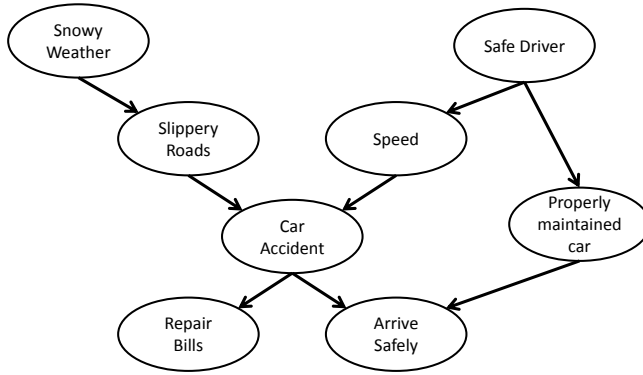 Snowy
Weather
Safe Driver
Slippery
Roads
Speed
Properly
maintained
car
Car
Accident
Repair
Bills
Arrive
Safely